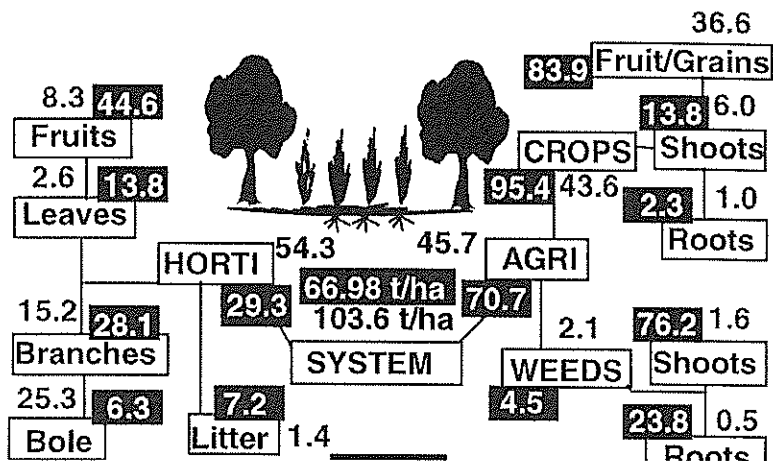 36.6
83.9 Fruit/Grains
8.3 44.6
13.8 6.0
Fruits
CROPS Shoots
2.6 13.8
95.4 43.6
2.3 1.0
Leaves
Roots
HORTI 54.3 45.7 AGRI
29.3 66.98 t/ha 70.7
103.6 t/ha
15.2 28.1
2.1
76.2 1.6
Branches
SYSTEM
WEEDS Shoots
25.3 6.3
7.2
4.5
23.8 0.5
Bole
Litter 1.4
Roots